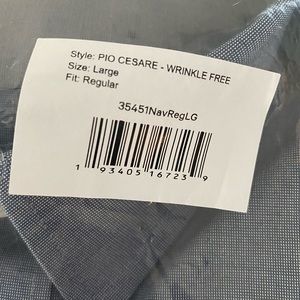 Style: PIO CESARE - WRINKLE FREE
Size: Large
Fit: Regular
35451NavRegLG
1 93405 16723 9